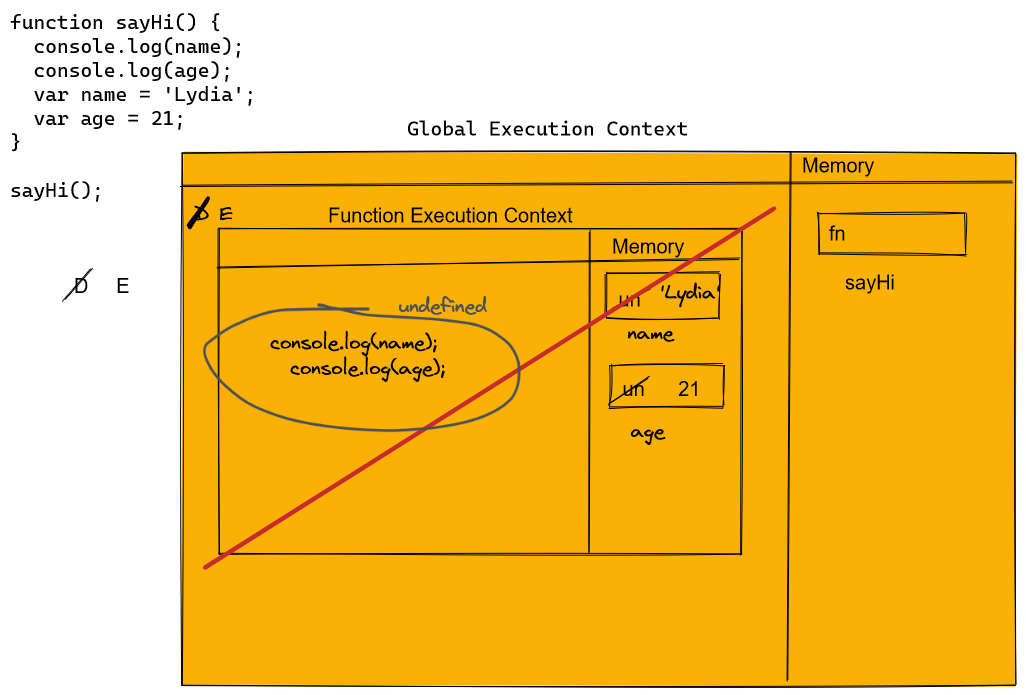 function sayHi() {
  console.log(name);
  console.log(age);
  var name = 'Lydia';
  var age = 21;
}
sayHi();
Global Execution Context
Memory
D E
Function Execution Context
fn
sayHi
Memory
D E
un 'Lydia'
name
undefined
console.log(name);
console.log(age);
un 21
age